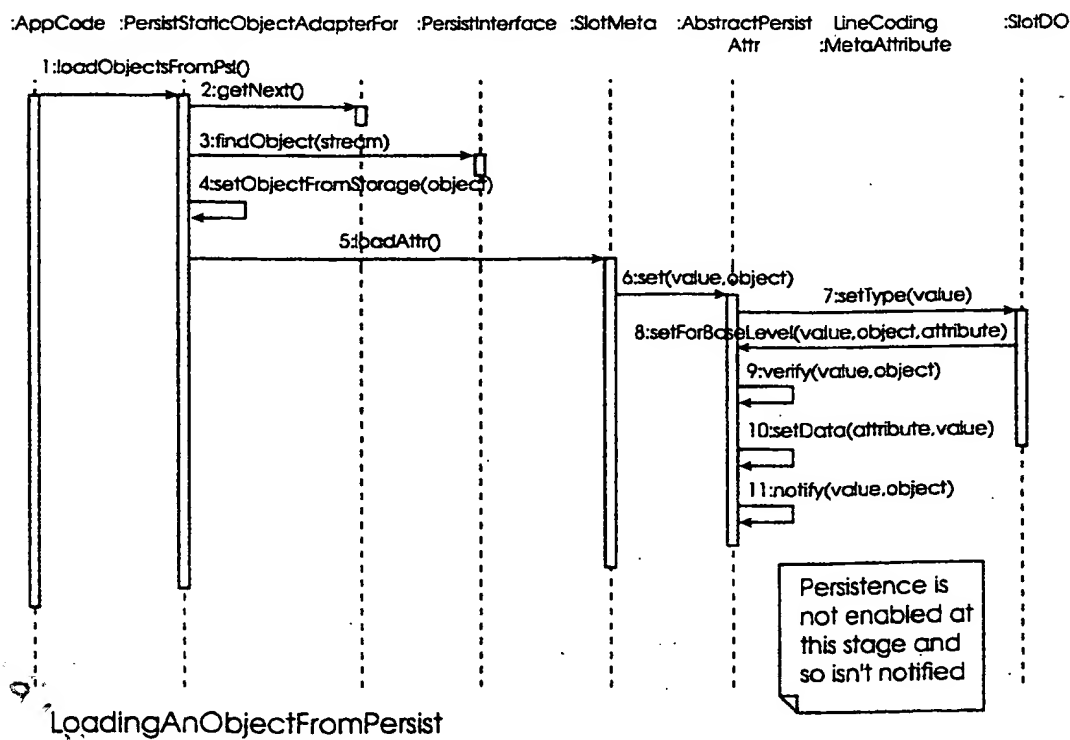 :AppCode :PersistStaticObjectAdapterFor :PersistInterface :SlotMeta :AbstractPersist LineCoding :SlotDO
Attr :MetaAttribute
1:loadObjectsFromPsl()
2:getNext()
3:findObject(stream)
4:setObjectFromStorage(object)
5:loadAttr()
6:set(value,object)
7:setType(value)
8:setForBaseLevel(value,object,attribute)
9:verify(value,object)
10:setData(attribute,value)
11:notify(value,object)
Persistence is
not enabled at
this stage and
so isn't notified
LoadingAnObjectFromPersist